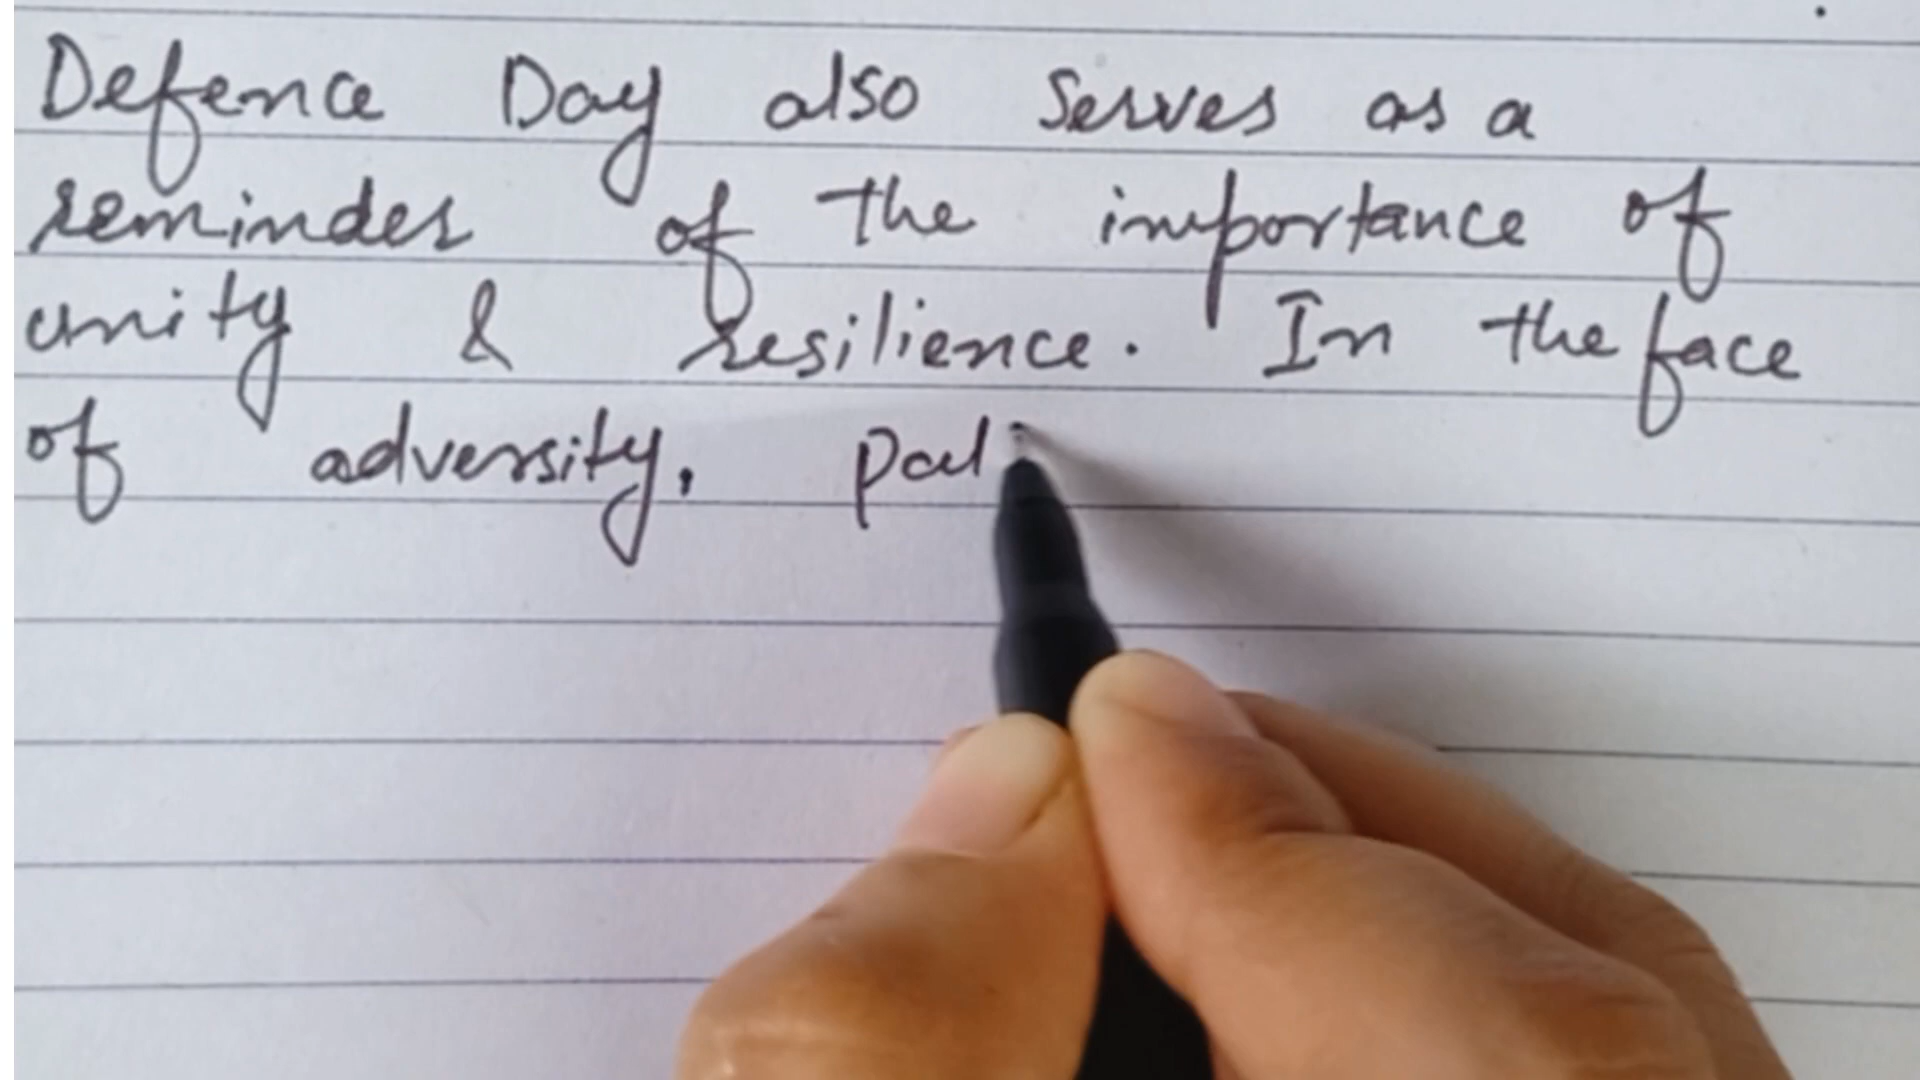 Defence Day also serves as a
reminder of the importance of
unity & resilience. In the face
of adversity,